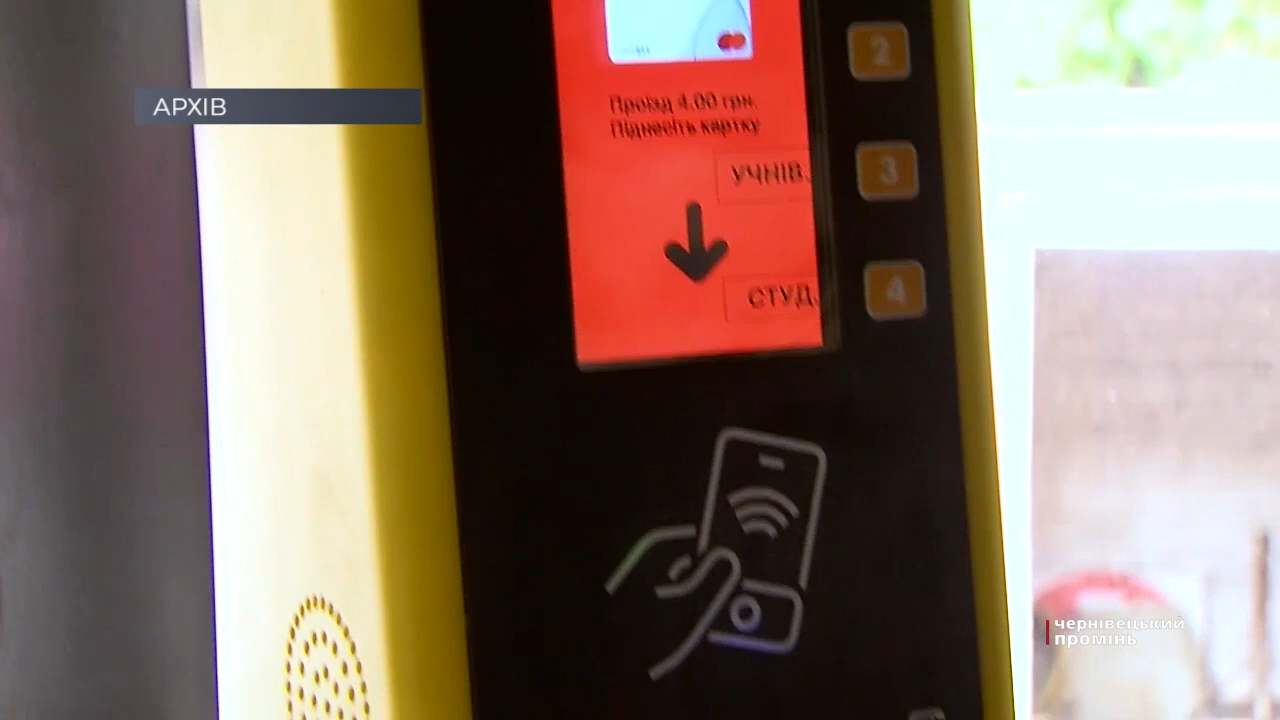 АРХІВ
2
Проїзд 4.00 грн.
Піднесіть картку
3
УЧНІВ.
4
СТУД.
чернівецький
промінь